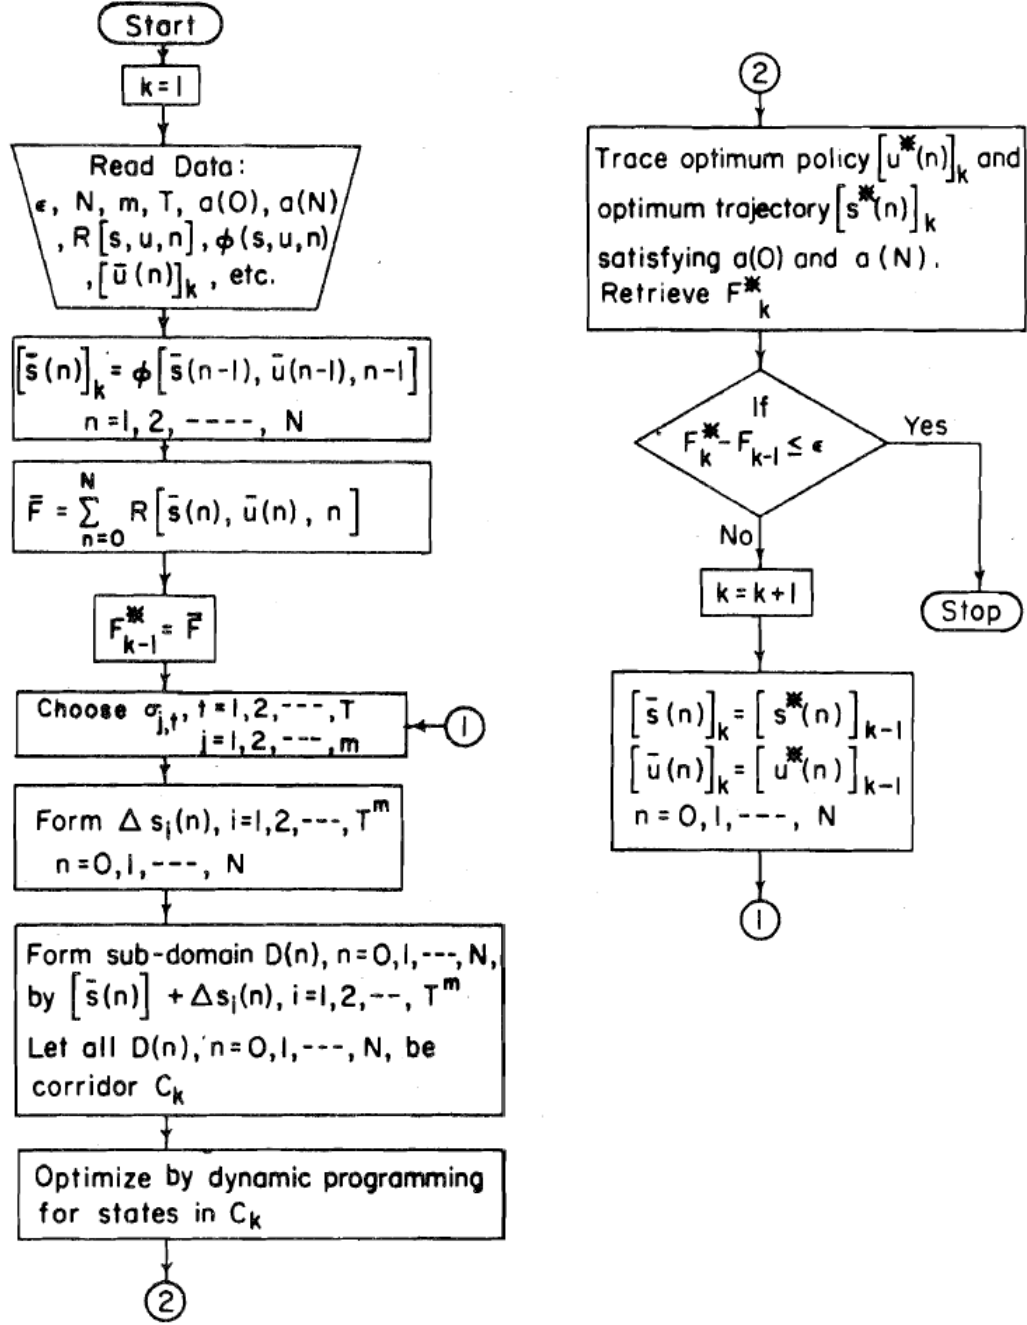 Start
k=1
Read Data:
ϵ, N, m, T, a(0), a(N)
, R[s,u,n], ϕ(s,u,n)
,[ū(n)]k , etc.
[s̄(n)]k = ϕ[s̄(n-1), ū(n-1), n-1]
n=1, 2, ----, N
F̄ = ∑_{n=0}^{N} R[s̄(n), ū(n), n]
F*k-1 = F̄
Choose σj,t, t=1,2,---,T
j=1,2,---,m
1
Form Δ si(n), i=1,2,---,T^m
n=0,1,---, N
Form sub-domain D(n), n=0,1,---,N,
by [s̄(n)] + Δsi(n), i=1,2,--, T^m
Let all D(n), n=0,1,---, N, be
corridor Ck
Optimize by dynamic programming
for states in Ck
2
2
Trace optimum policy [u*(n)]k and
optimum trajectory [s*(n)]k
satisfying a(0) and a(N).
Retrieve F*k
If
F*k - Fk-1 ≤ ϵ
Yes
No
k=k+1
Stop
[s̄(n)]k = [s*(n)]k-1
[ū(n)]k = [u*(n)]k-1
n=0,1,---, N
1